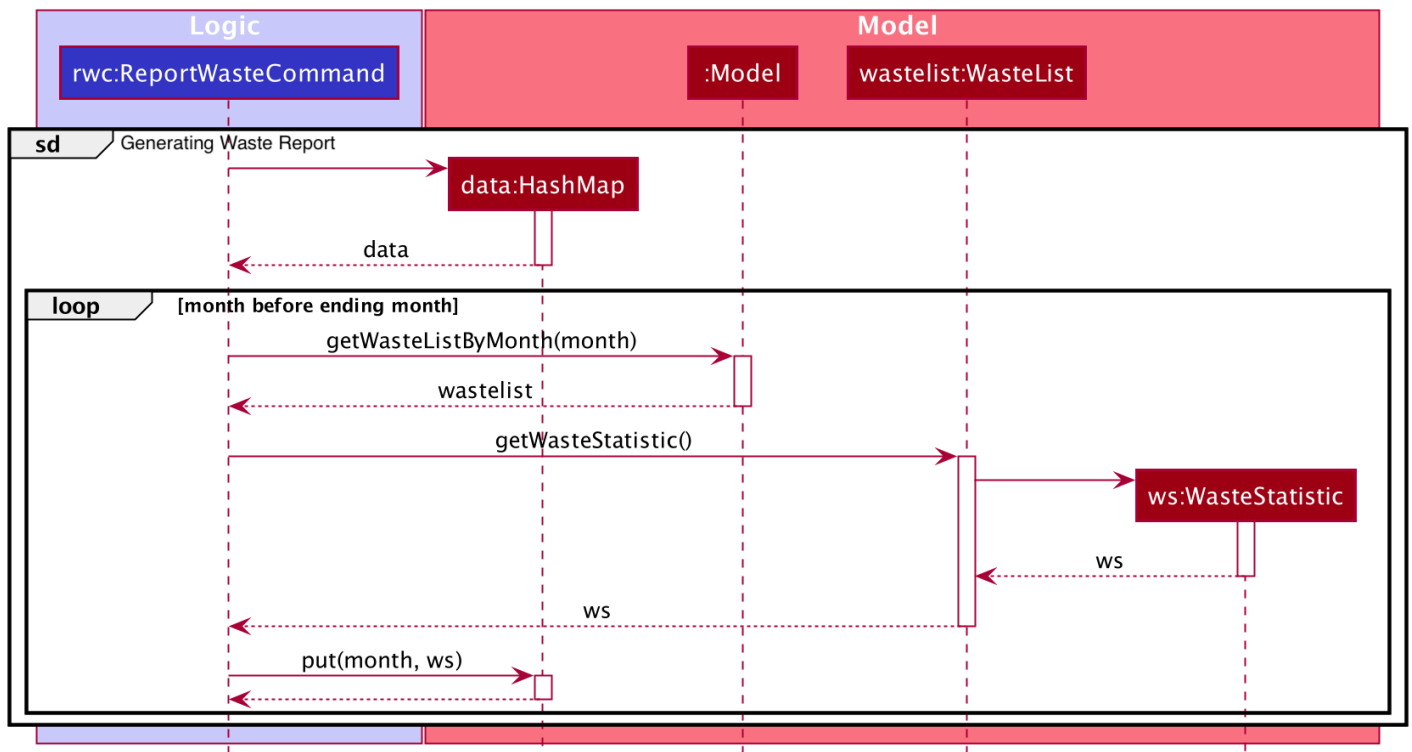 Logic
Model
rwc:ReportWasteCommand
:Model
wastelist:WasteList
sd
Generating Waste Report
data:HashMap
data
loop
[month before ending month]
getWasteListByMonth(month)
wastelist
getWasteStatistic()
ws:WasteStatistic
ws
ws
put(month, ws)